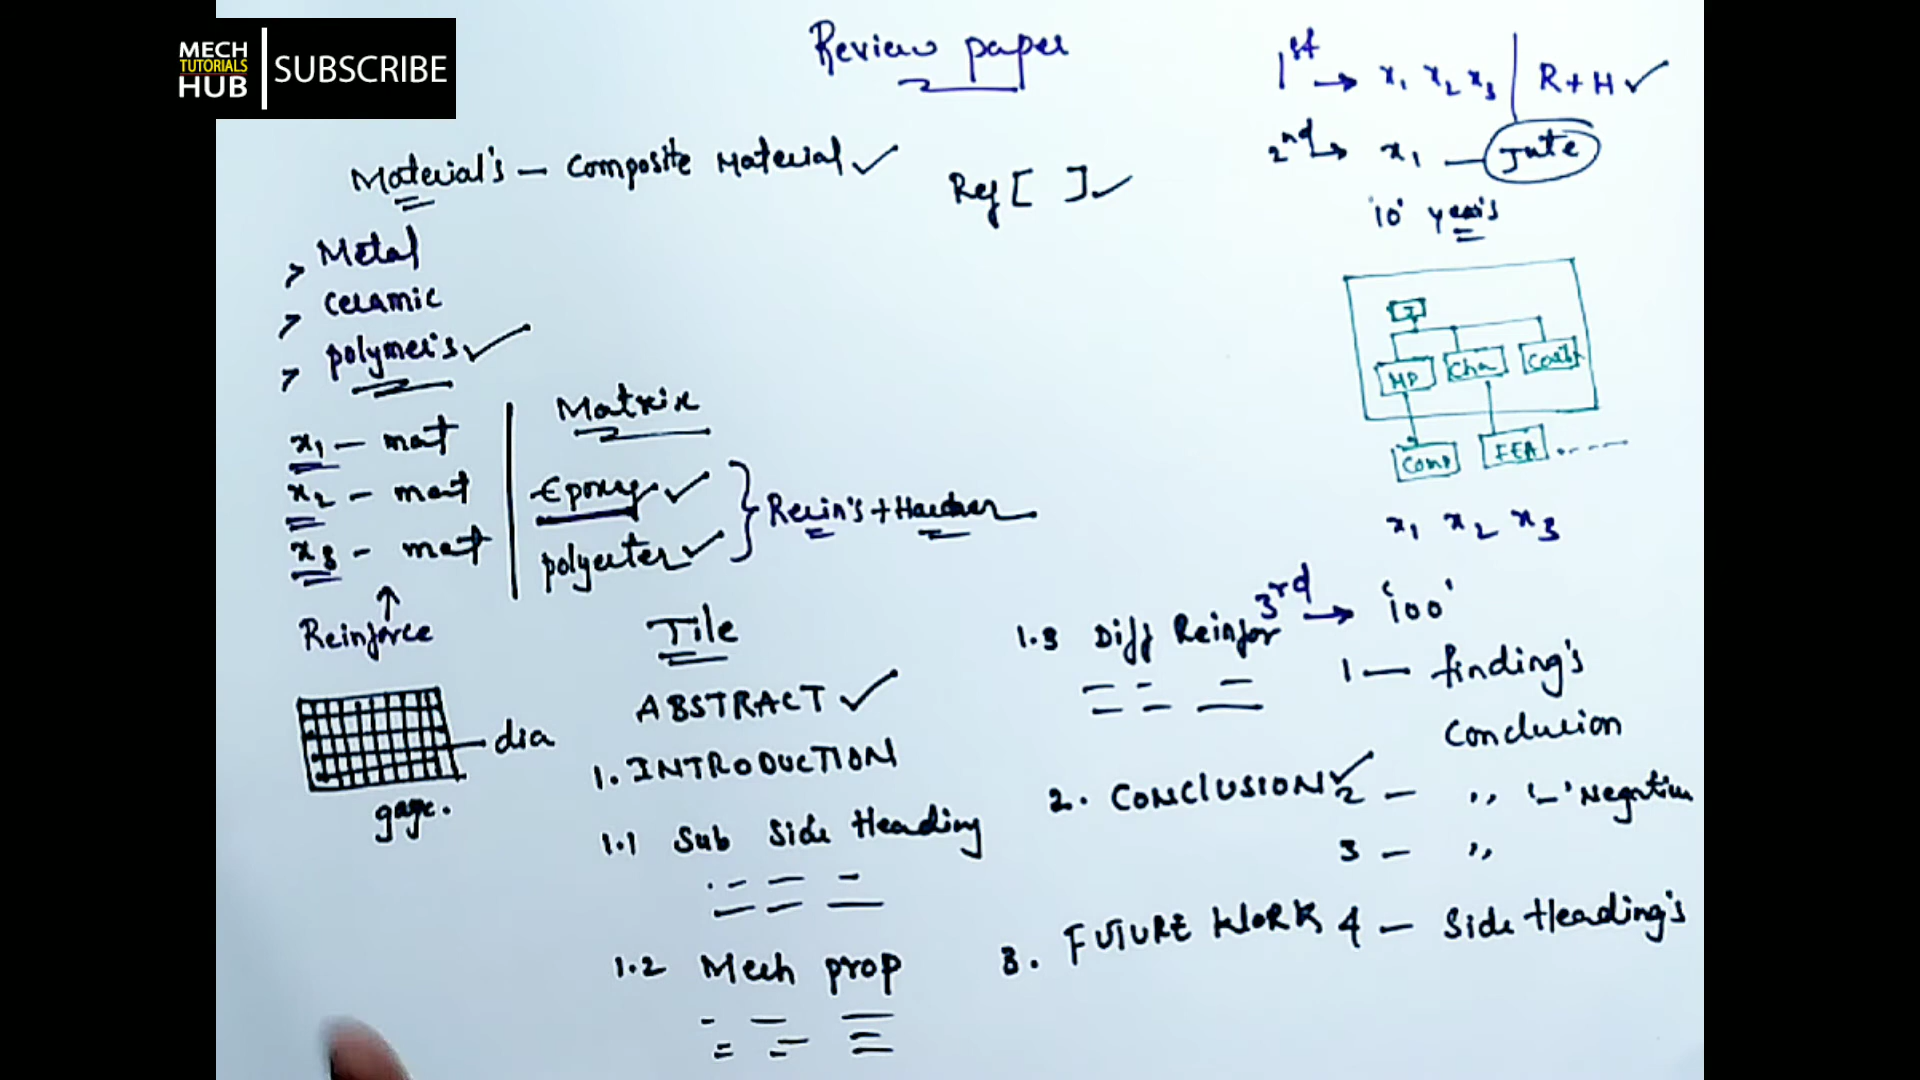 MECH
TUTORIALS
HUB
SUBSCRIBE
Review paper
Material's - Composite Material ✓
Ref [ ] ✓
> Metal
> Ceramic
> polymer's ✓
x1 - mat
x2 - mat
x3 - mat
↑
Reinforce
Matrix
Epoxy ✓
polyester ✓
Resin's + Hardner
dia
gage.
Tile
ABSTRACT ✓
1. INTRODUCTION
1.1 Sub Side Heading
1.2 Mech prop
1.3 Diff Reinfor
2. CONCLUSION ✓
3. FUTURE WORK
1st → x1 x2 x3 | R+H ✓
2nd → x1 - Jute
'10' years
J
MP Cha
Comp FEA
x1 x2 x3
3rd → '100'
1 - finding's
Conclusion
2 - ,, '-' Negative
3 - ,,
4 - Side Heading's